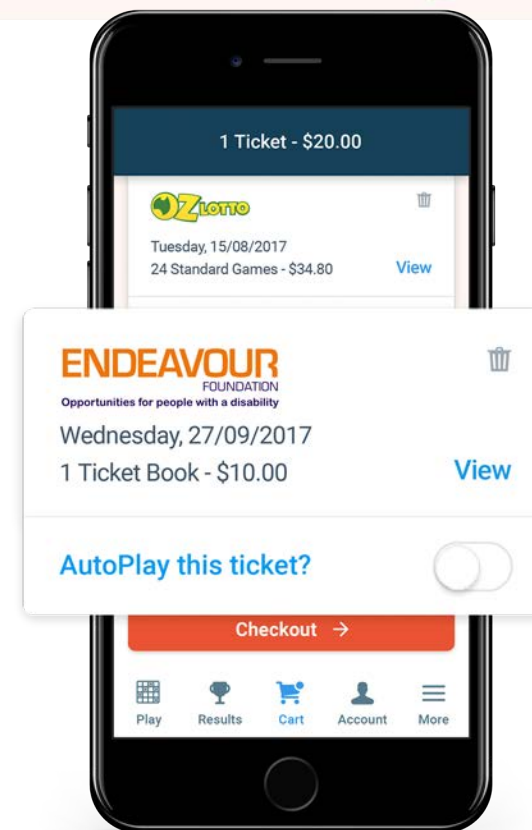 1 Ticket - $20.00
OZ LOTTO
Tuesday, 15/08/2017
24 Standard Games - $34.80
View
ENDEAVOUR
FOUNDATION
Opportunities for people with a disability
Wednesday, 27/09/2017
1 Ticket Book - $10.00
View
AutoPlay this ticket?
Checkout →
Play Results Cart Account More